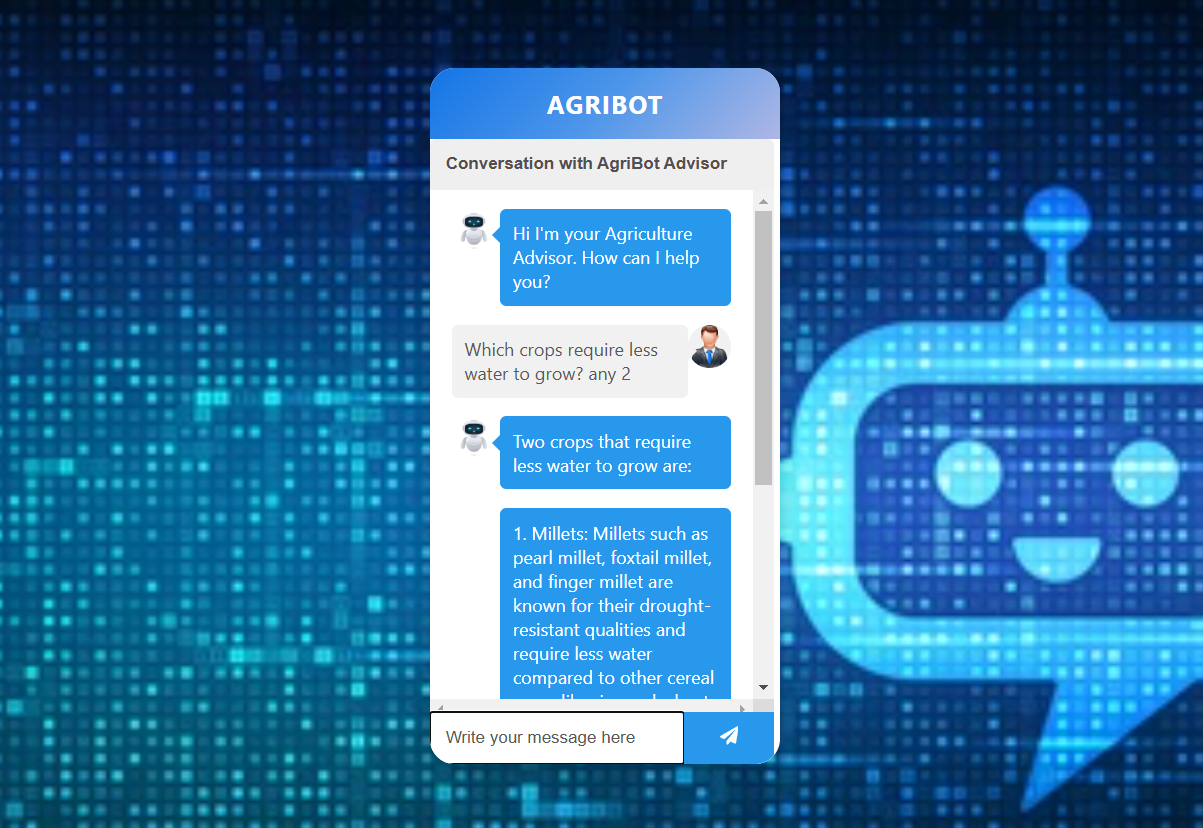 AGRIBOT
Conversation with AgriBot Advisor
Hi I'm your Agriculture
Advisor. How can I help
you?
Which crops require less
water to grow? any 2
Two crops that require
less water to grow are:
1. Millets: Millets such as
pearl millet, foxtail millet,
and finger millet are
known for their drought-
resistant qualities and
require less water
compared to other cereal
Write your message here